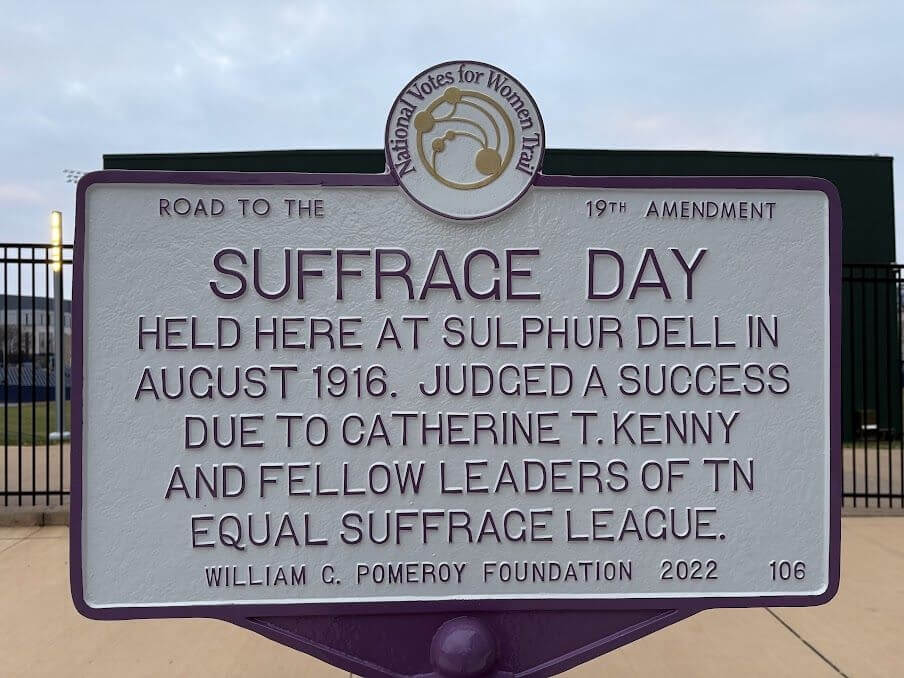 National Votes for Women Trail
ROAD TO THE 19TH AMENDMENT
SUFFRAGE DAY
HELD HERE AT SULPHUR DELL IN
AUGUST 1916. JUDGED A SUCCESS
DUE TO CATHERINE T. KENNY
AND FELLOW LEADERS OF TN
EQUAL SUFFRAGE LEAGUE.
WILLIAM G. POMEROY FOUNDATION 2022 106